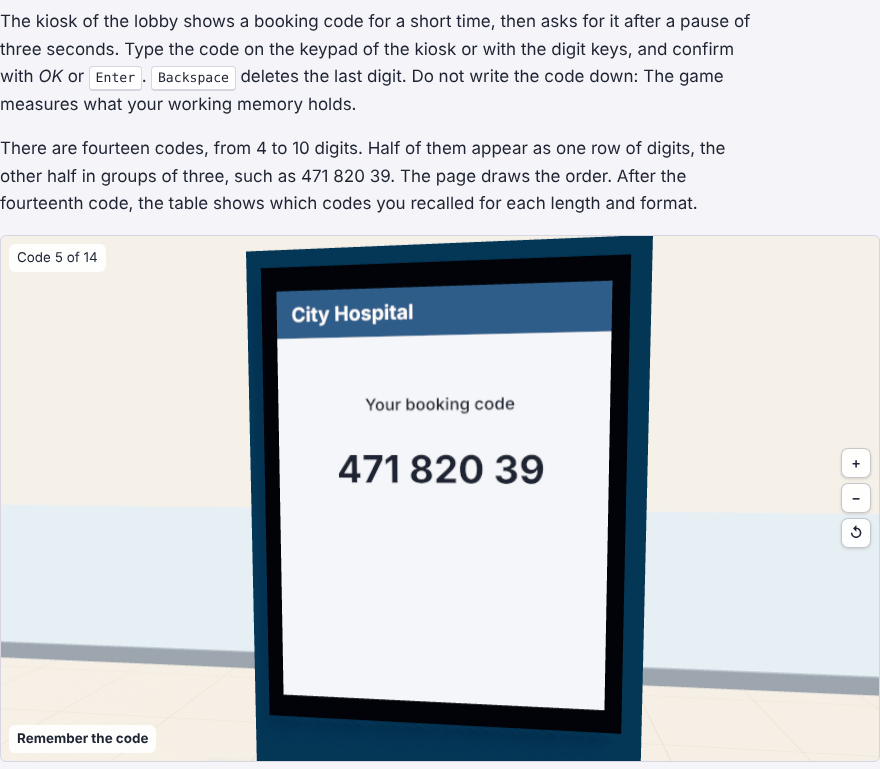 The kiosk of the lobby shows a booking code for a short time, then asks for it after a pause of
three seconds. Type the code on the keypad of the kiosk or with the digit keys, and confirm
with OK or Enter. Backspace deletes the last digit. Do not write the code down: The game
measures what your working memory holds.
There are fourteen codes, from 4 to 10 digits. Half of them appear as one row of digits, the
other half in groups of three, such as 471 820 39. The page draws the order. After the
fourteenth code, the table shows which codes you recalled for each length and format.
Code 5 of 14
City Hospital
Your booking code
471 820 39
+
−
↺
Remember the code